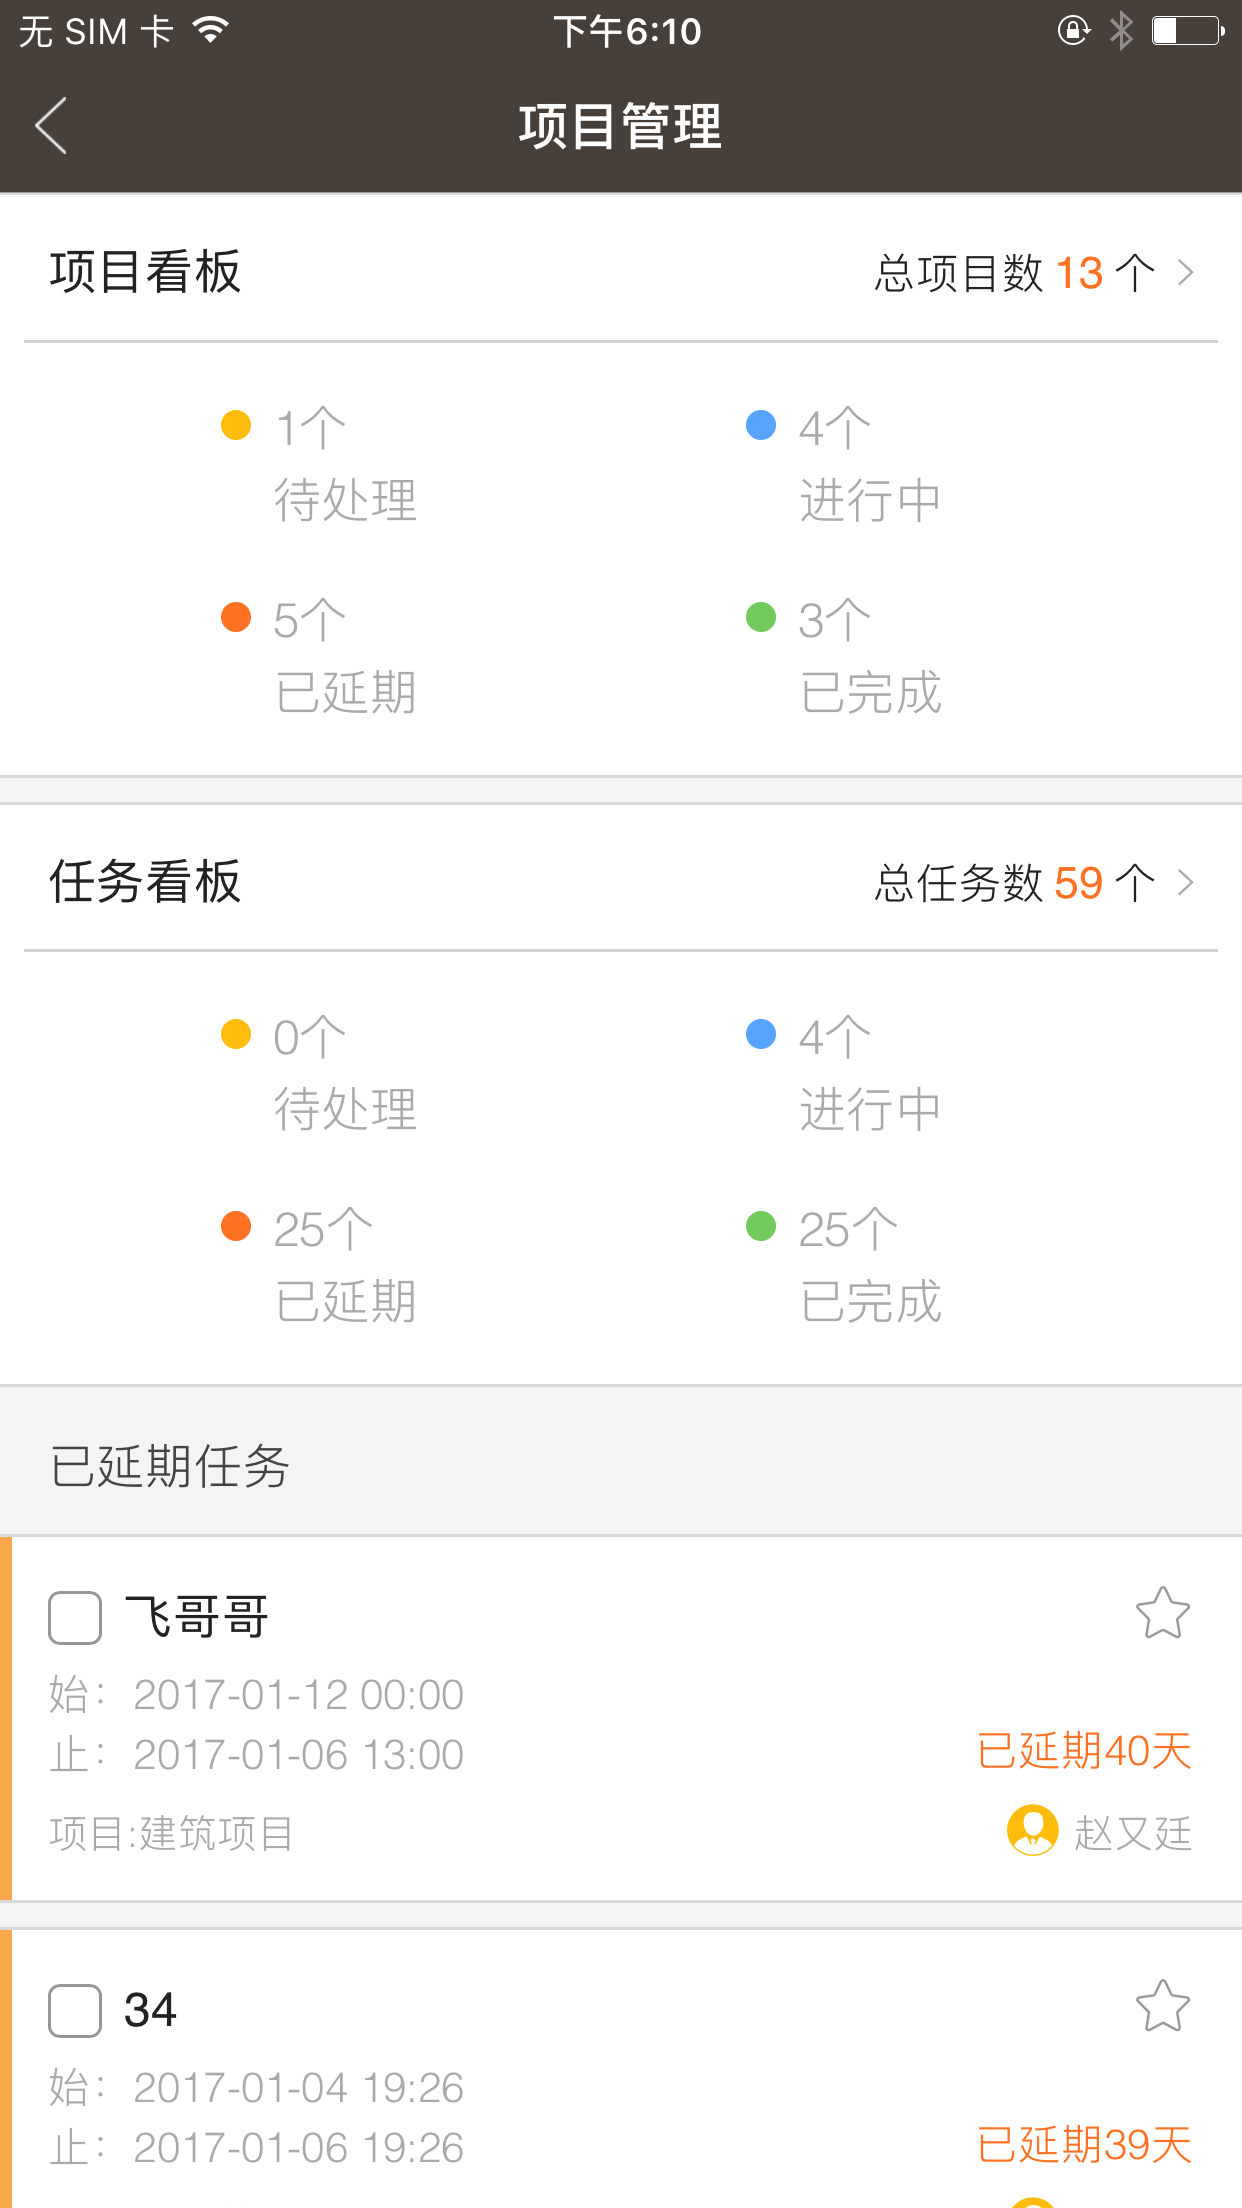 无 SIM 卡 下午6:10
项目管理
项目看板 总项目数 13 个
1个 4个
待处理 进行中
5个 3个
已延期 已完成
任务看板 总任务数 59 个
0个 4个
待处理 进行中
25个 25个
已延期 已完成
已延期任务
飞哥哥
始： 2017-01-12 00:00
止： 2017-01-06 13:00 已延期40天
项目:建筑项目 赵又廷
34
始： 2017-01-04 19:26
止： 2017-01-06 19:26 已延期39天